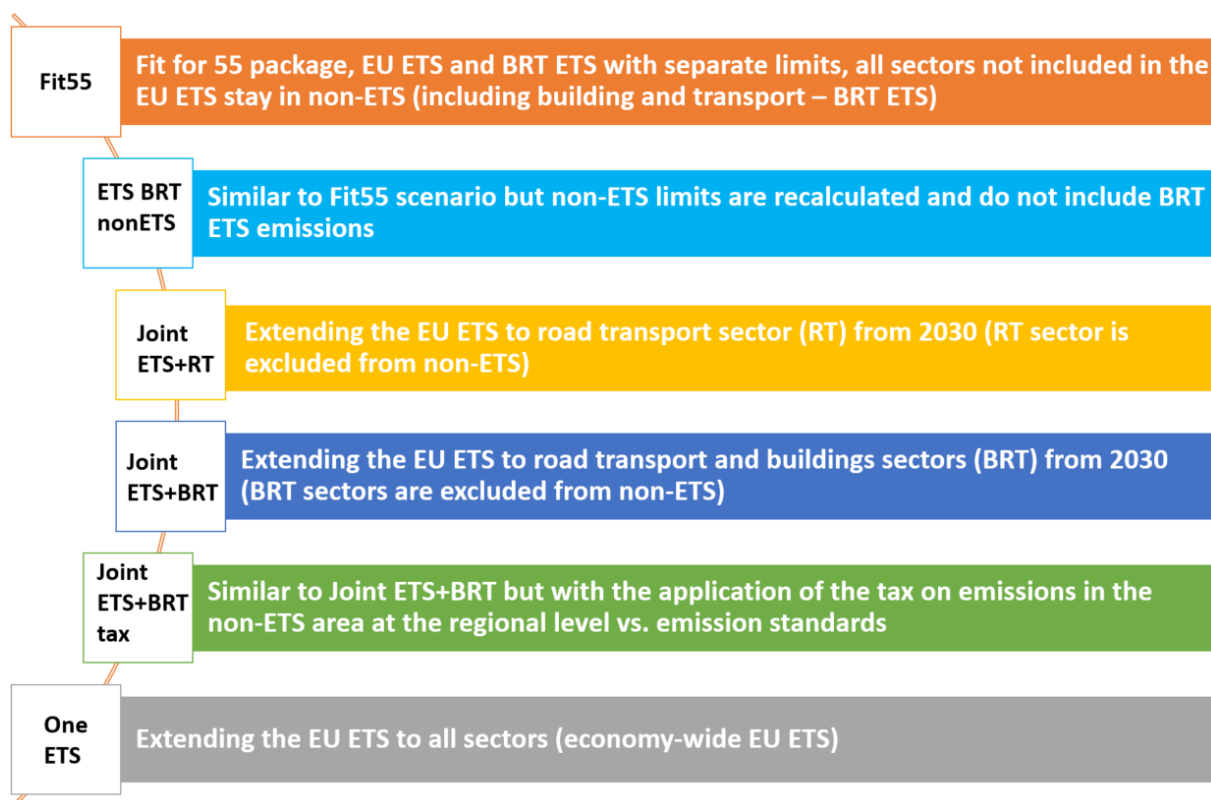 Fit55
Fit for 55 package, EU ETS and BRT ETS with separate limits, all sectors not included in the
EU ETS stay in non-ETS (including building and transport – BRT ETS)
ETS BRT
nonETS
Similar to Fit55 scenario but non-ETS limits are recalculated and do not include BRT
ETS emissions
Joint
ETS+RT
Extending the EU ETS to road transport sector (RT) from 2030 (RT sector is
excluded from non-ETS)
Joint
ETS+BRT
Extending the EU ETS to road transport and buildings sectors (BRT) from 2030
(BRT sectors are excluded from non-ETS)
Joint
ETS+BRT
tax
Similar to Joint ETS+BRT but with the application of the tax on emissions in the
non-ETS area at the regional level vs. emission standards
One
ETS
Extending the EU ETS to all sectors (economy-wide EU ETS)